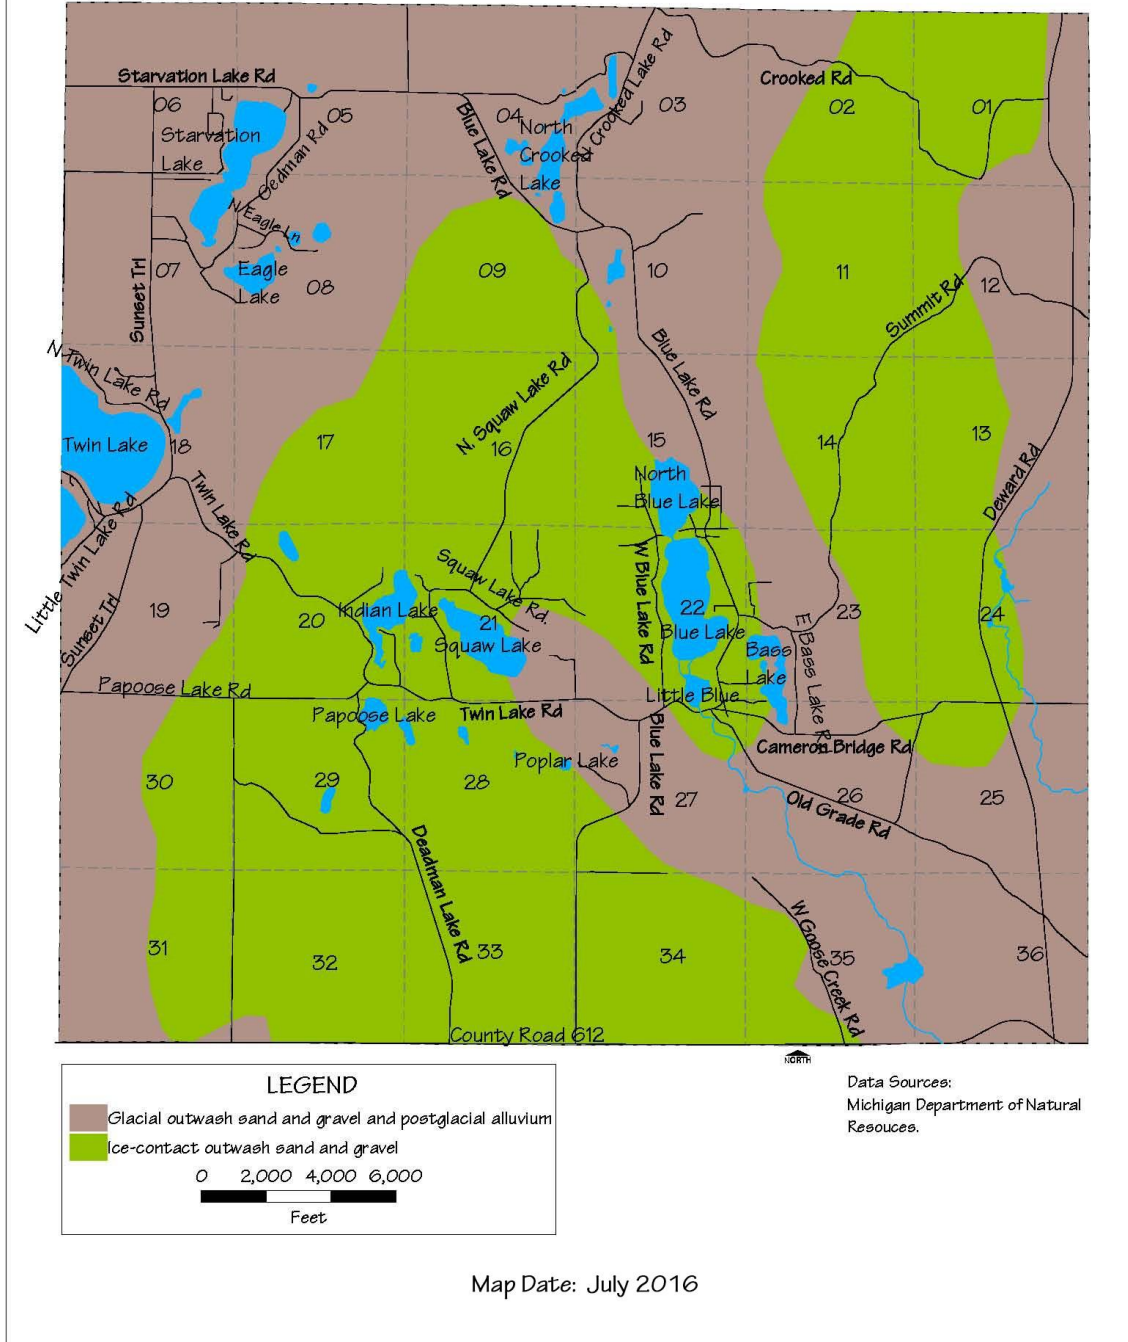 Starvation Lake Rd
Crooked Rd
06
05
04
03
02
01
Starvation
Lake
Gedman Rd
Blue Lake Rd
North
Crooked
Lake
N Crooked Lake Rd
N Eagle Ln
Eagle
Lake
Sunset Trl
07
08
09
10
11
12
Summit Rd
N Twin Lake Rd
Blue Lake Rd
N. Squaw Lake Rd
Twin Lake
18
17
16
15
14
13
North
Blue Lake
Deward Rd
Twin Lake Rd
Little Twin Lake Rd
Sunset Trl
Squaw Lake Rd.
W Blue Lake Rd
19
20
Indian Lake
21
Squaw Lake
22
Blue Lake
23
24
E Bass Lake Rd
Bass
Lake
Papoose Lake Rd
Little Blue
Papoose Lake
Twin Lake Rd
Cameron Bridge Rd
Poplar Lake
Blue Lake Rd
30
29
28
27
26
25
Old Grade Rd
Deadman Lake Rd
W Goose Creek Rd
31
32
33
34
35
36
County Road 612
NORTH
LEGEND
Glacial outwash sand and gravel and postglacial alluvium
Ice-contact outwash sand and gravel
0 2,000 4,000 6,000
Feet
Data Sources:
Michigan Department of Natural
Resouces.
Map Date: July 2016